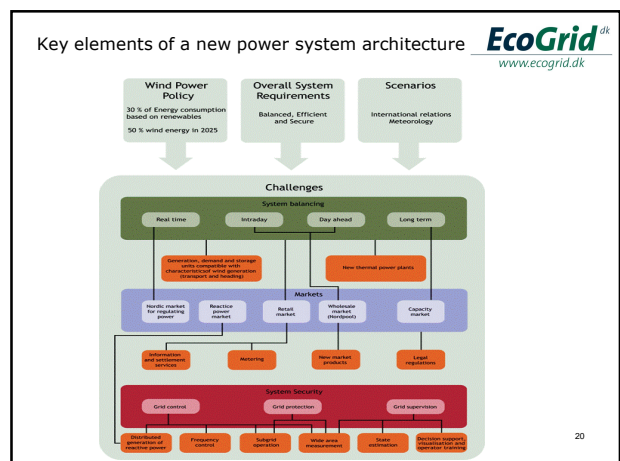 Key elements of a new power system architecture
EcoGrid dk
www.ecogrid.dk
Wind Power
Policy
30 % of Energy consumption
based on renewables
50 % wind energy in 2025
Overall System
Requirements
Balanced, Efficient
and Secure
Scenarios
International relations
Meteorology
Challenges
System balancing
Real time
Intraday
Day ahead
Long term
Generation, demand and storage
units compatible with
characteristicsof wind generation
(transport and heading)
New thermal power plants
Markets
Nordic market
for regulating
power
Reactice
power
market
Retail
market
Wholesale
market
(Nordpool)
Capacity
market
Information
and settlement
services
Metering
New market
products
Legal
regulations
System Security
Grid control
Grid protection
Grid supervision
Distributed
generation of
reactive power
Frequency
control
Subgrid
operation
Wide area
measurement
State
estimation
Decision support,
visualisation and
operator training
20